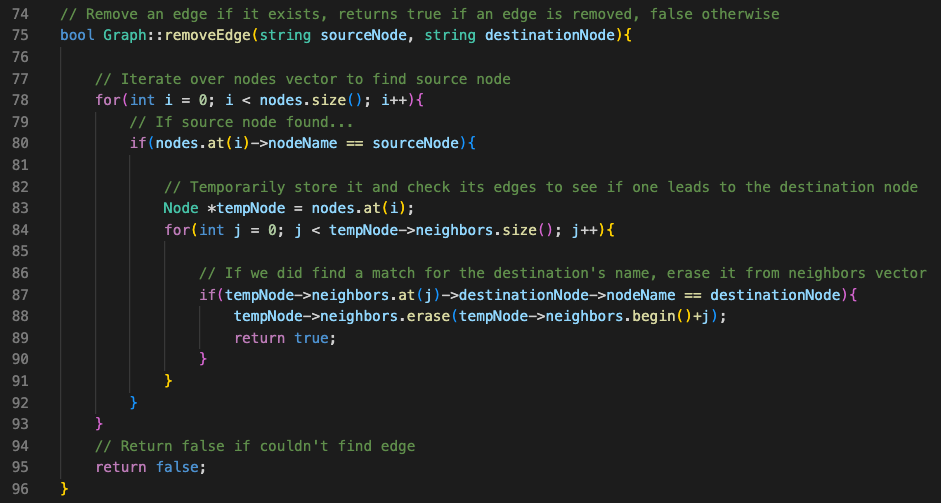 74 // Remove an edge if it exists, returns true if an edge is removed, false otherwise
75 bool Graph::removeEdge(string sourceNode, string destinationNode){
76
77     // Iterate over nodes vector to find source node
78     for(int i = 0; i < nodes.size(); i++){
79         // If source node found...
80         if(nodes.at(i)->nodeName == sourceNode){
81
82             // Temporarily store it and check its edges to see if one leads to the destination node
83             Node *tempNode = nodes.at(i);
84             for(int j = 0; j < tempNode->neighbors.size(); j++){
85
86                 // If we did find a match for the destination's name, erase it from neighbors vector
87                 if(tempNode->neighbors.at(j)->destinationNode->nodeName == destinationNode){
88                     tempNode->neighbors.erase(tempNode->neighbors.begin()+j);
89                     return true;
90                 }
91             }
92         }
93     }
94     // Return false if couldn't find edge
95     return false;
96 }